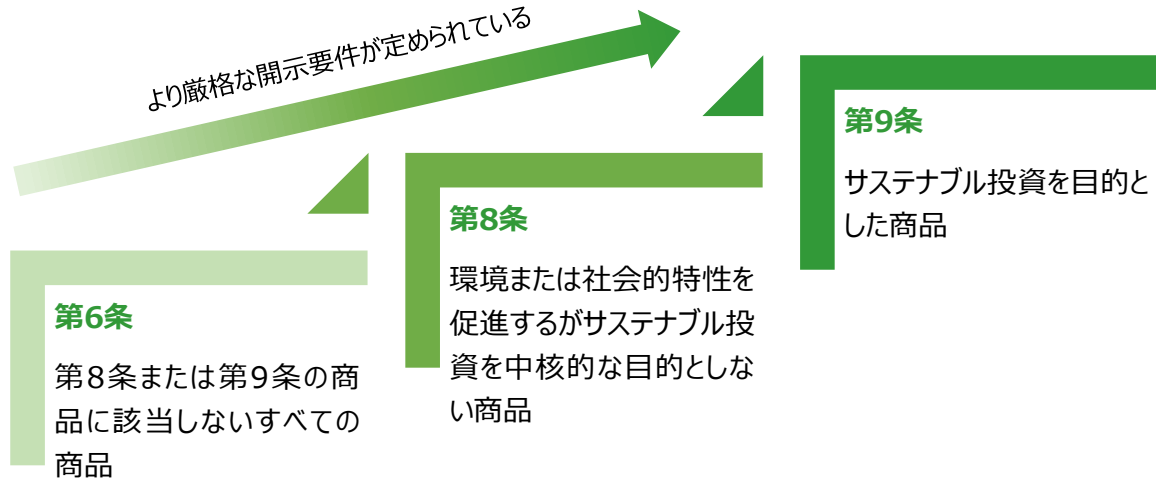 より厳格な開示要件が定められている
第9条
サステナブル投資を目的と
した商品
第8条
環境または社会的特性を
促進するがサステナブル投
資を中核的な目的としな
い商品
第6条
第8条または第9条の商
品に該当しないすべての
商品